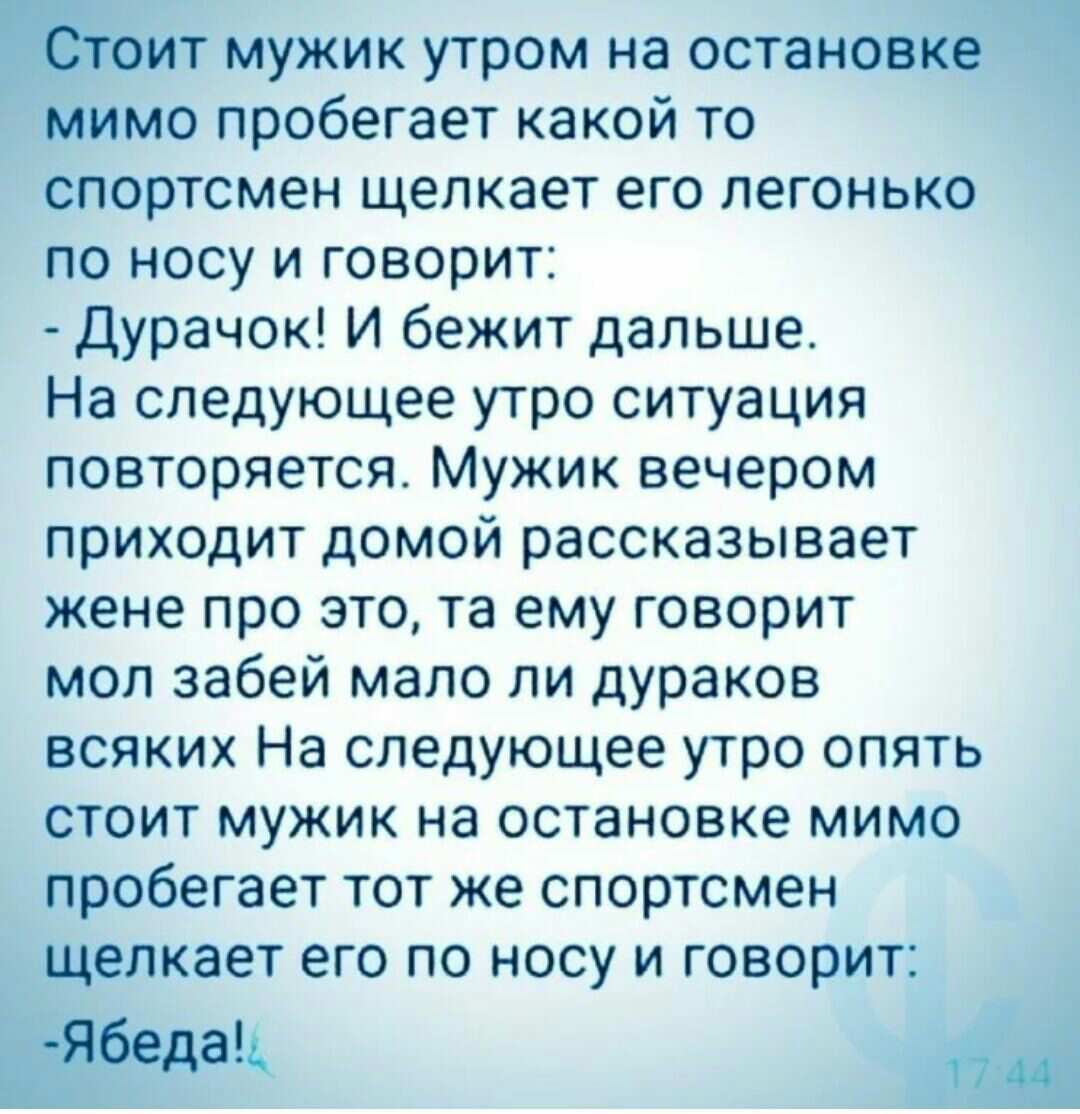 Стоит мужик утром на остановке
мимо пробегает какой то
спортсмен щелкает его легонько
по носу и говорит:
- Дурачок! И бежит дальше.
На следующее утро ситуация
повторяется. Мужик вечером
приходит домой рассказывает
жене про это, та ему говорит
мол забей мало ли дураков
всяких На следующее утро опять
стоит мужик на остановке мимо
пробегает тот же спортсмен
щелкает его по носу и говорит:
-Ябеда!
17:44